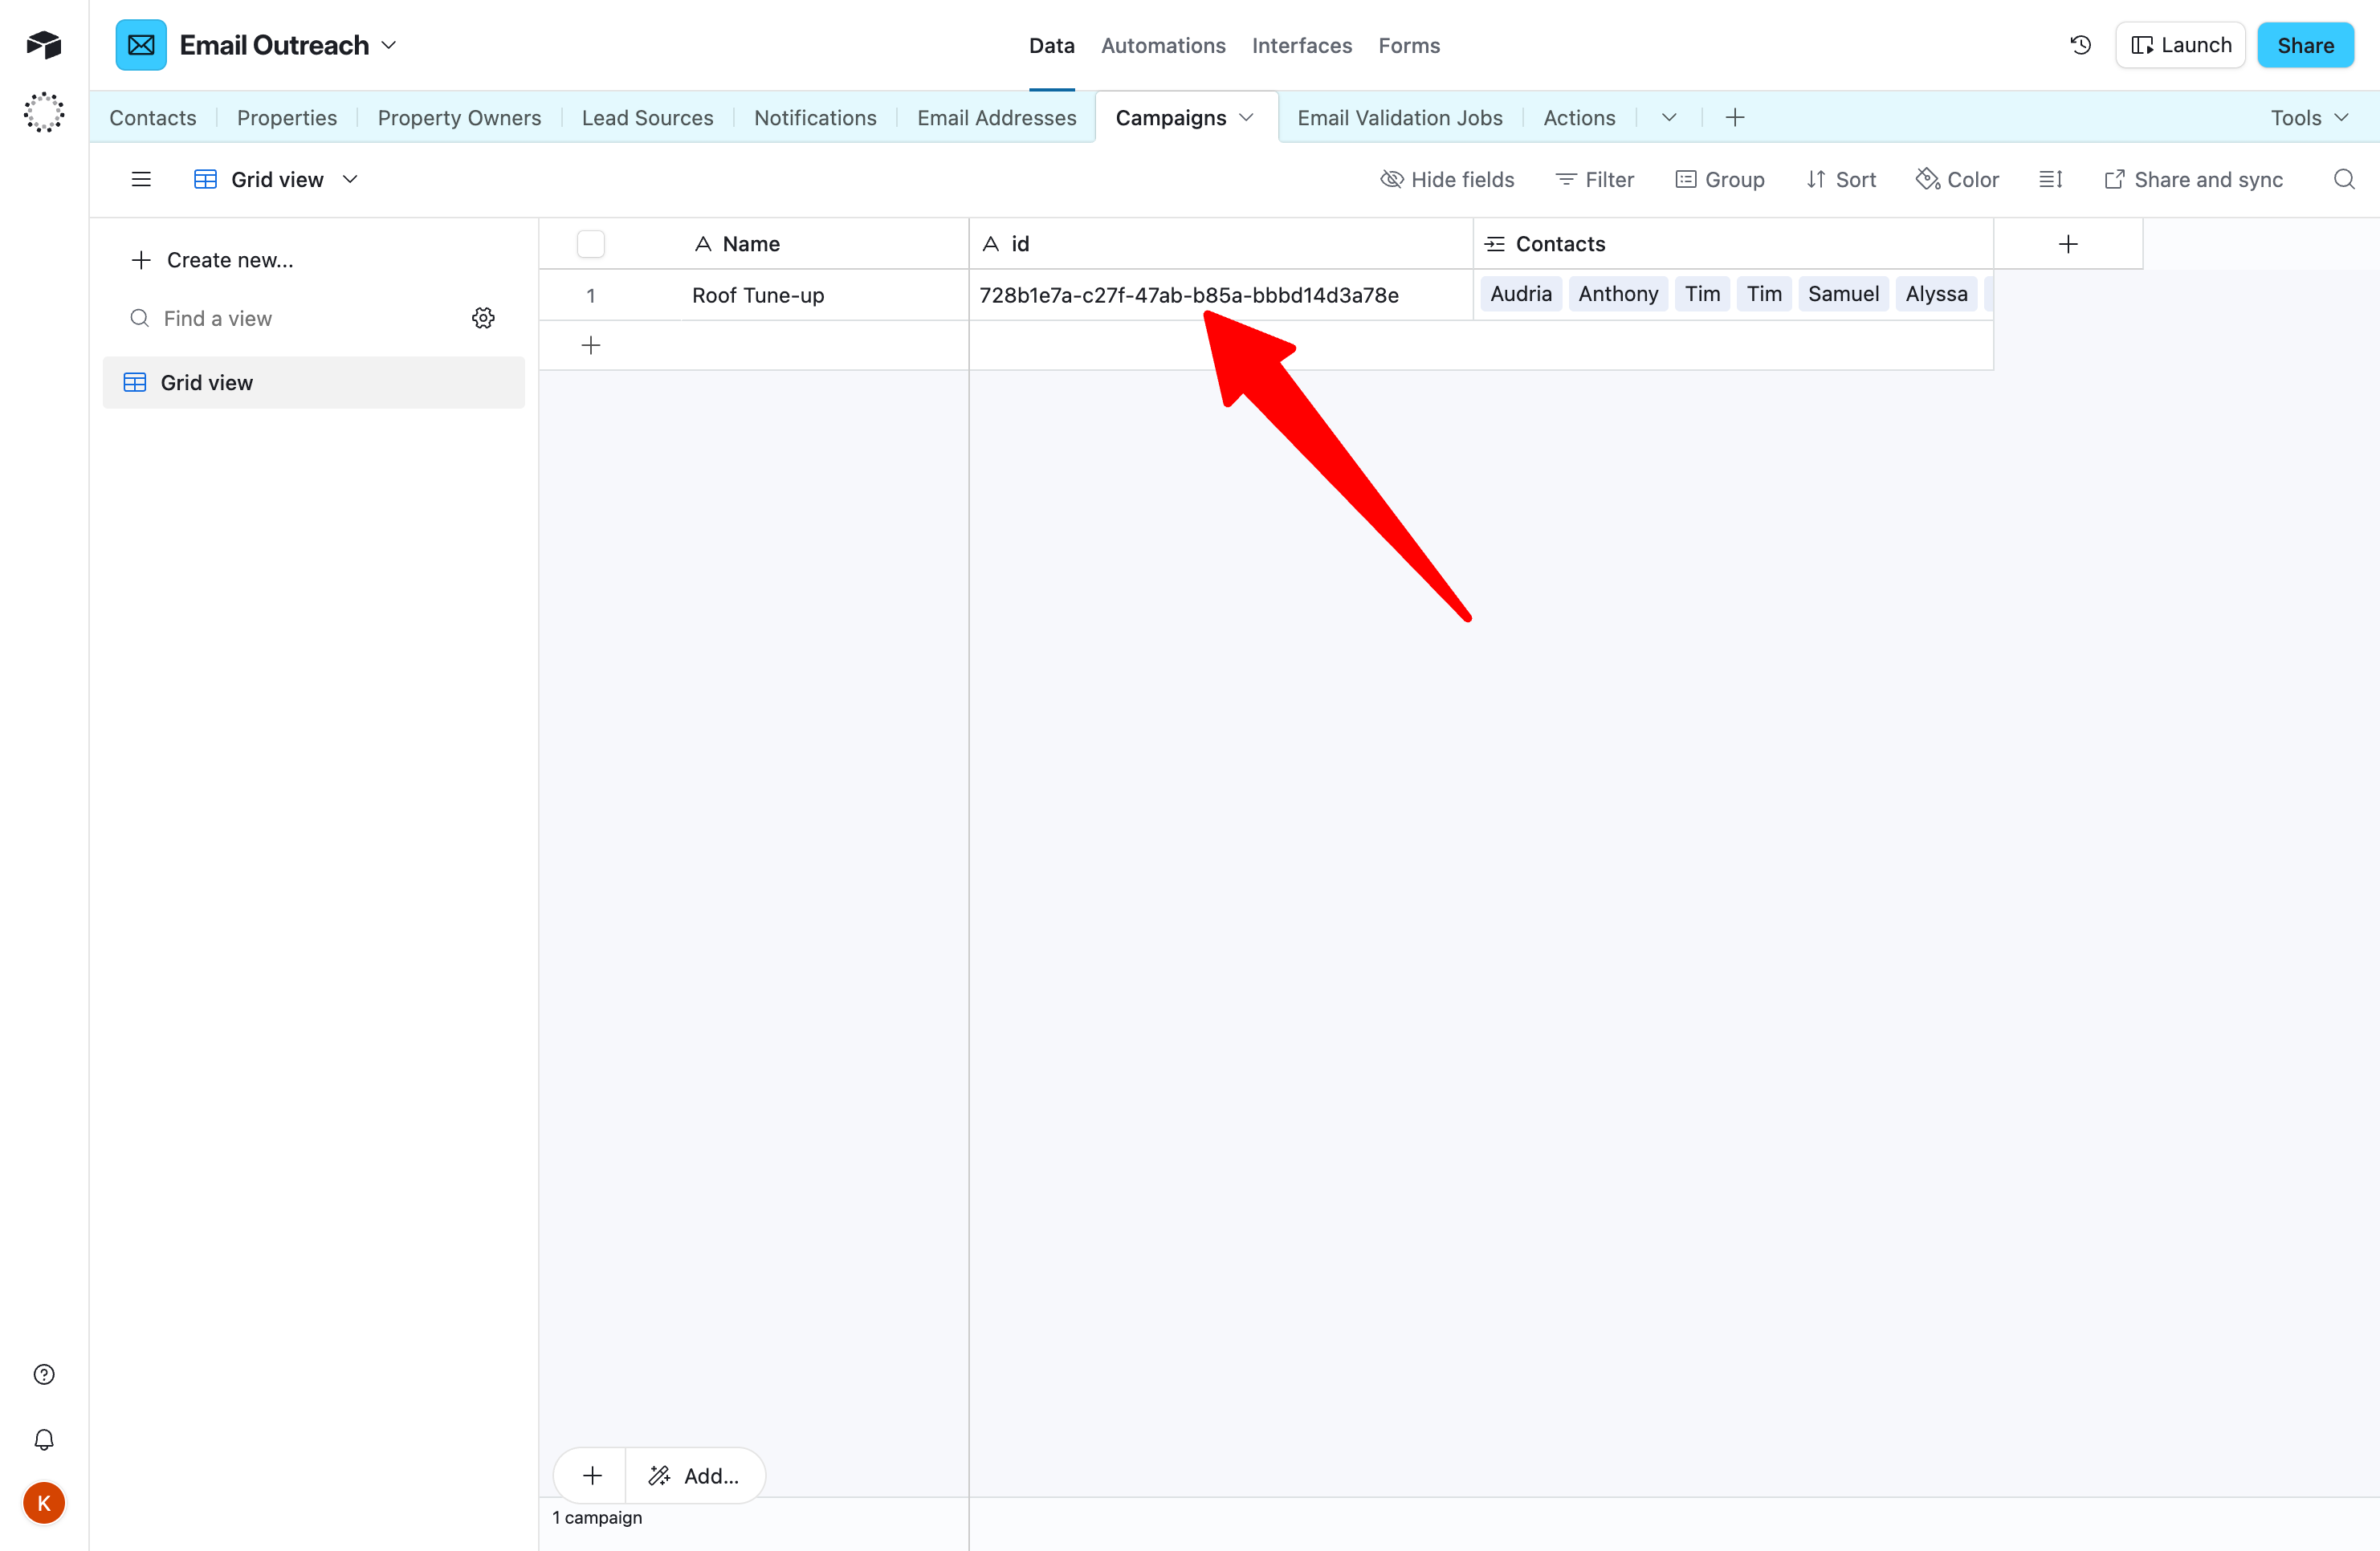 Email Outreach
Data Automations Interfaces Forms
Launch Share
Contacts Properties Property Owners Lead Sources Notifications Email Addresses Campaigns Email Validation Jobs Actions Tools
Grid view Hide fields Filter Group Sort Color Share and sync
Create new...
Find a view
Grid view
Name id Contacts
1 Roof Tune-up 728b1e7a-c27f-47ab-b85a-bbbd14d3a78e Audria Anthony Tim Tim Samuel Alyssa
Add...
1 campaign
K